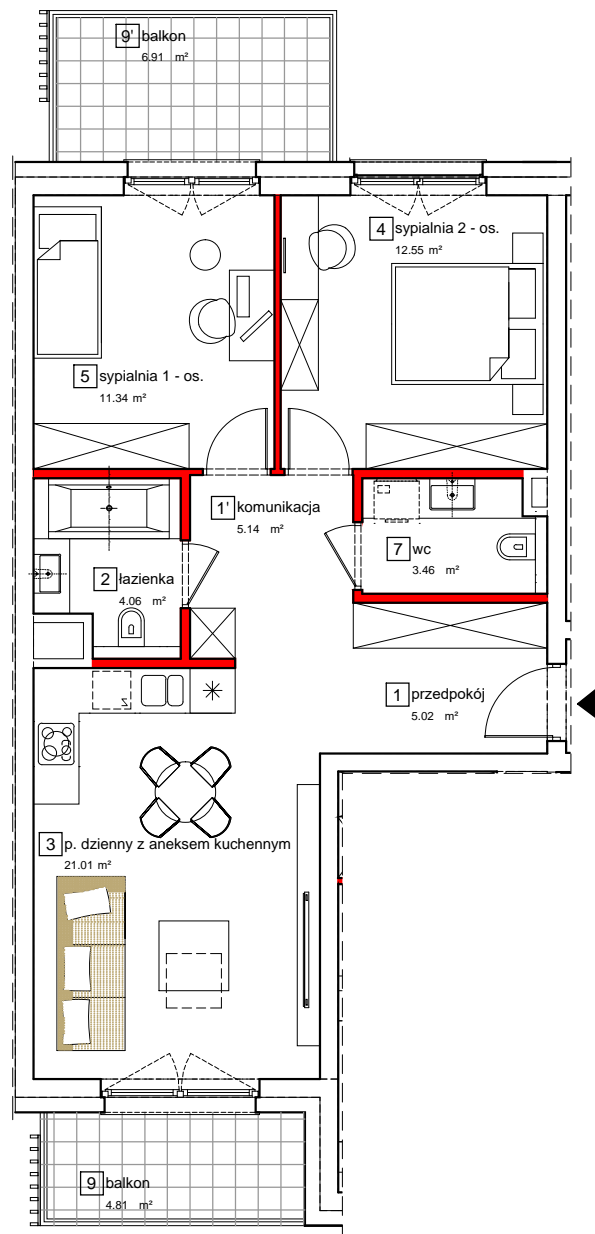 9' balkon
6.91 m²
4 sypialnia 2 - os.
12.55 m²
5 sypialnia 1 - os.
11.34 m²
1' komunikacja
5.14 m²
7 wc
3.46 m²
2 łazienka
4.06 m²
1 przedpokój
5.02 m²
3 p. dzienny z aneksem kuchennym
21.01 m²
9 balkon
4.81 m²